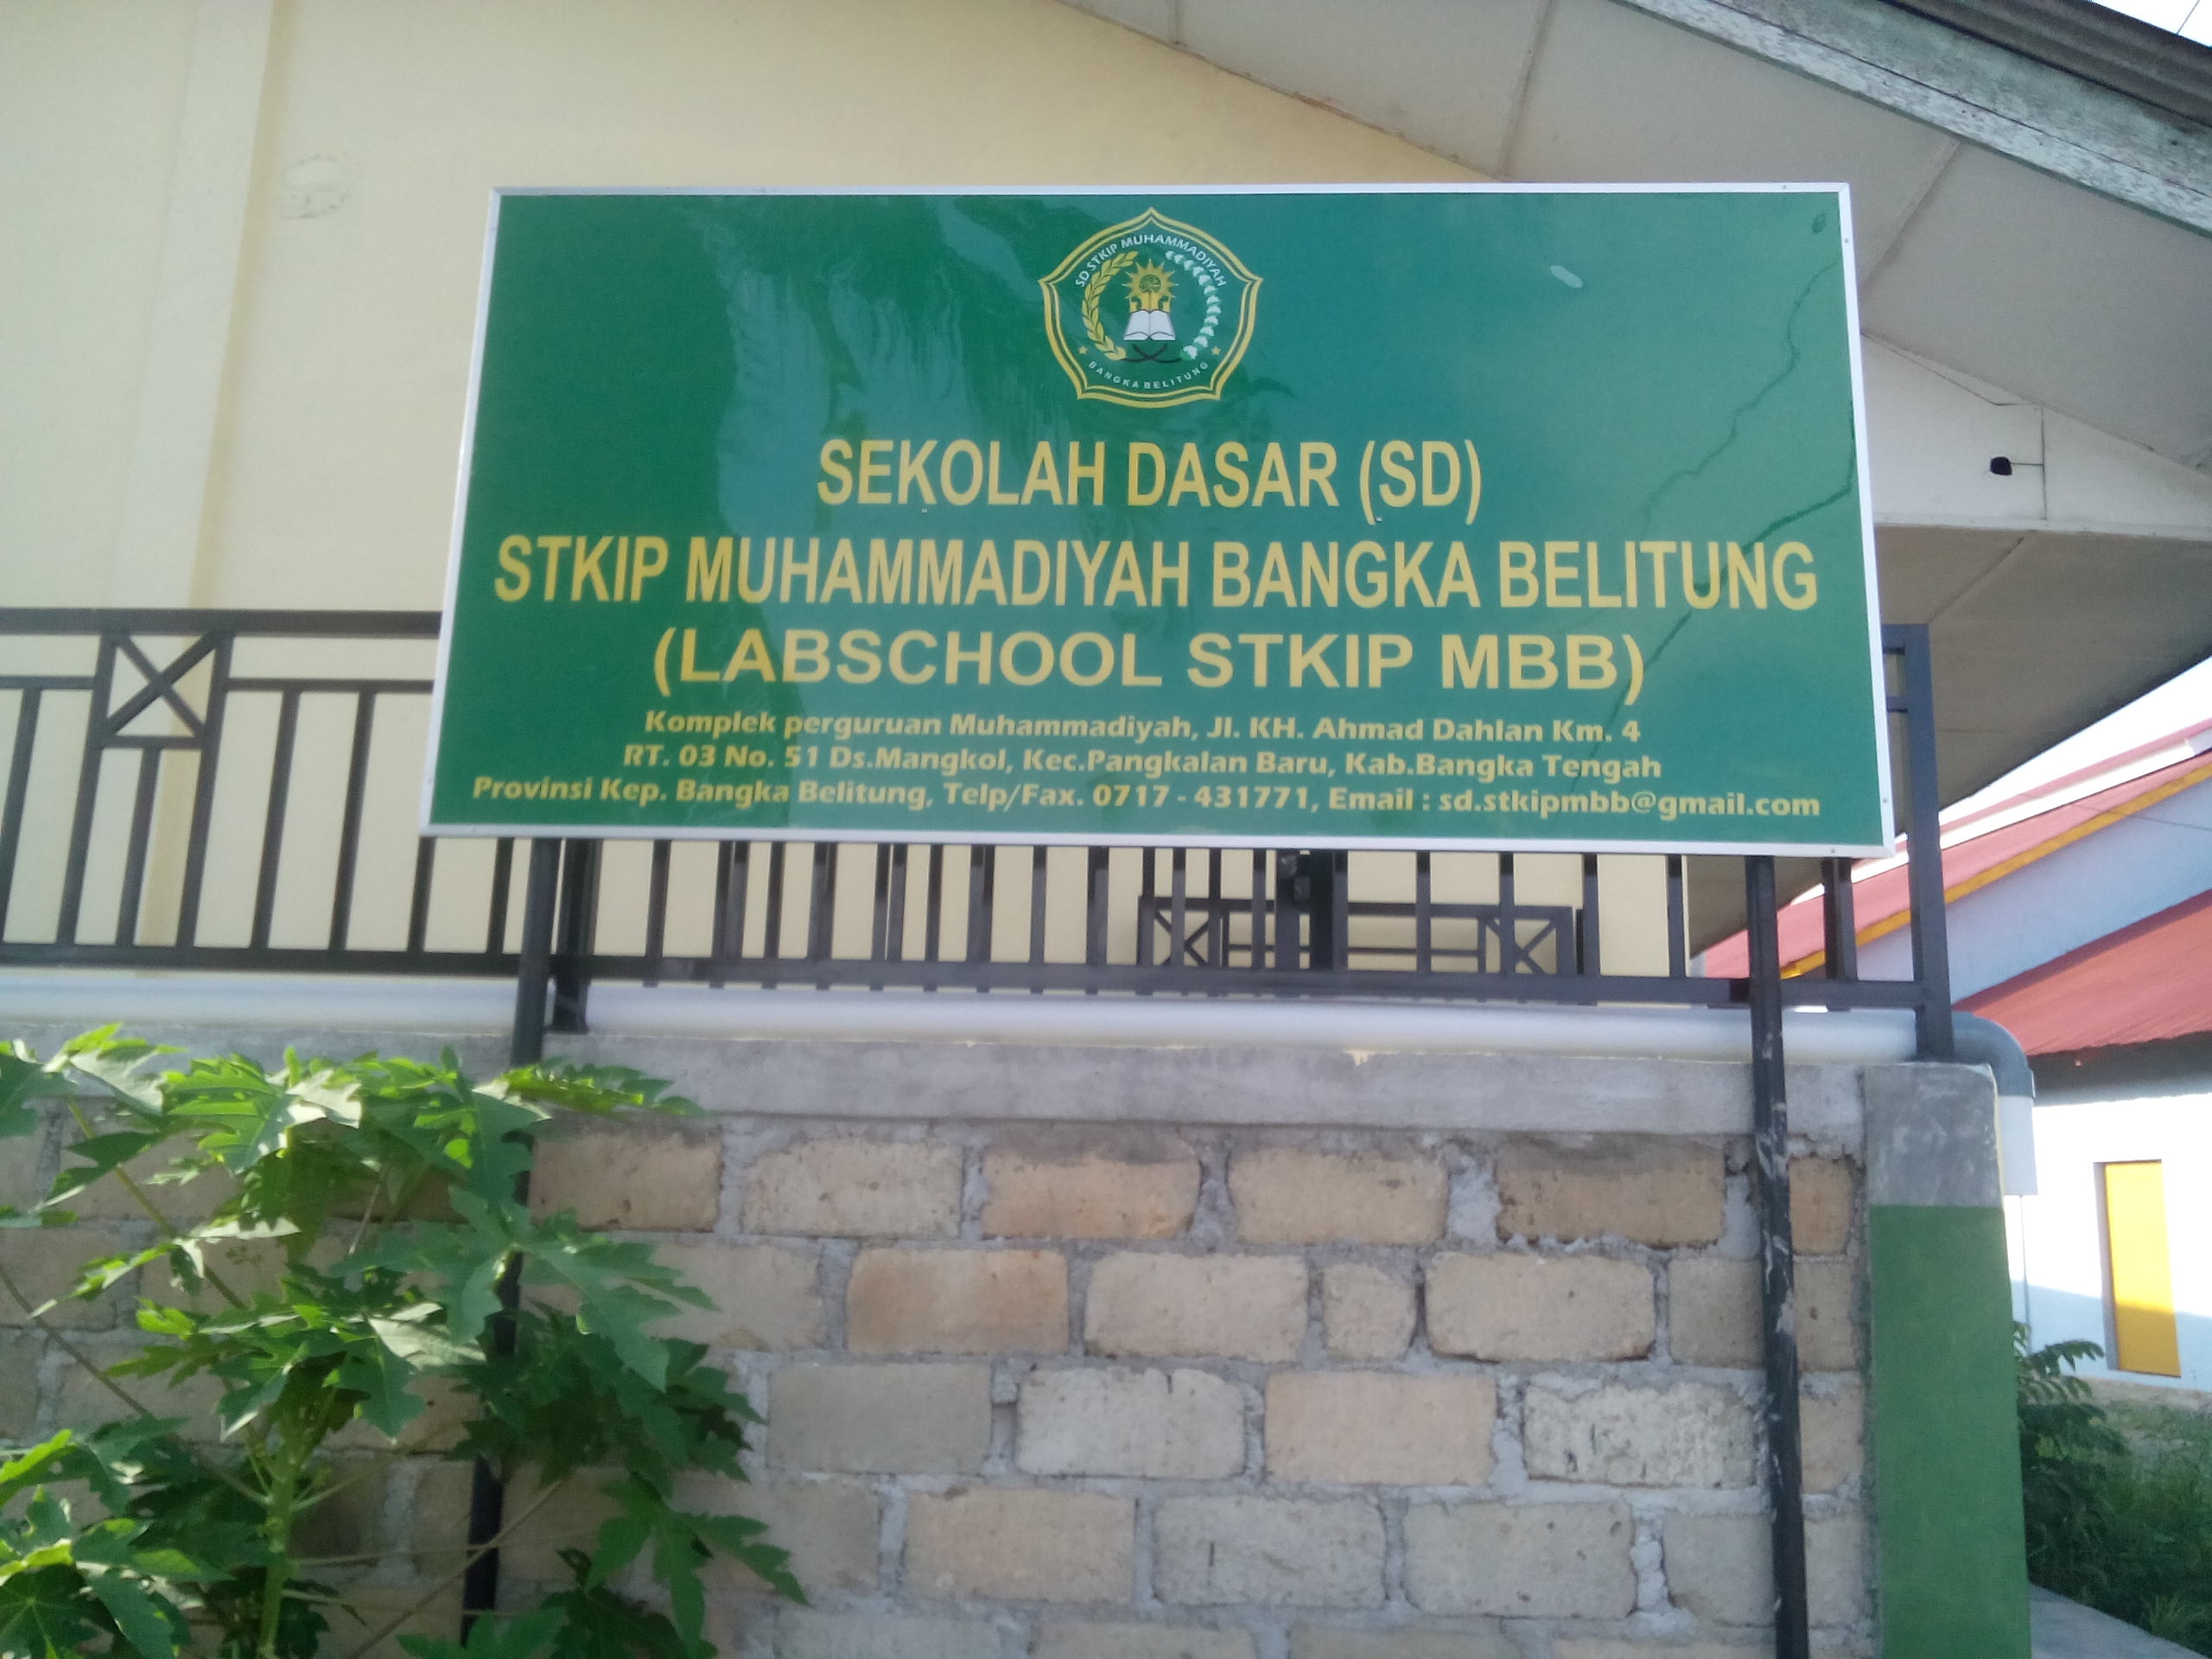 SD STKIP MUHAMMADIYAH
BANGKA BELITUNG
SEKOLAH DASAR (SD)
STKIP MUHAMMADIYAH BANGKA BELITUNG
(LABSCHOOL STKIP MBB)
Komplek perguruan Muhammadiyah, Jl. KH. Ahmad Dahlan Km. 4
RT. 03 No. 51 Ds.Mangkol, Kec.Pangkalan Baru, Kab.Bangka Tengah
Provinsi Kep. Bangka Belitung, Telp/Fax. 0717 - 431771, Email : sd.stkipmbb@gmail.com